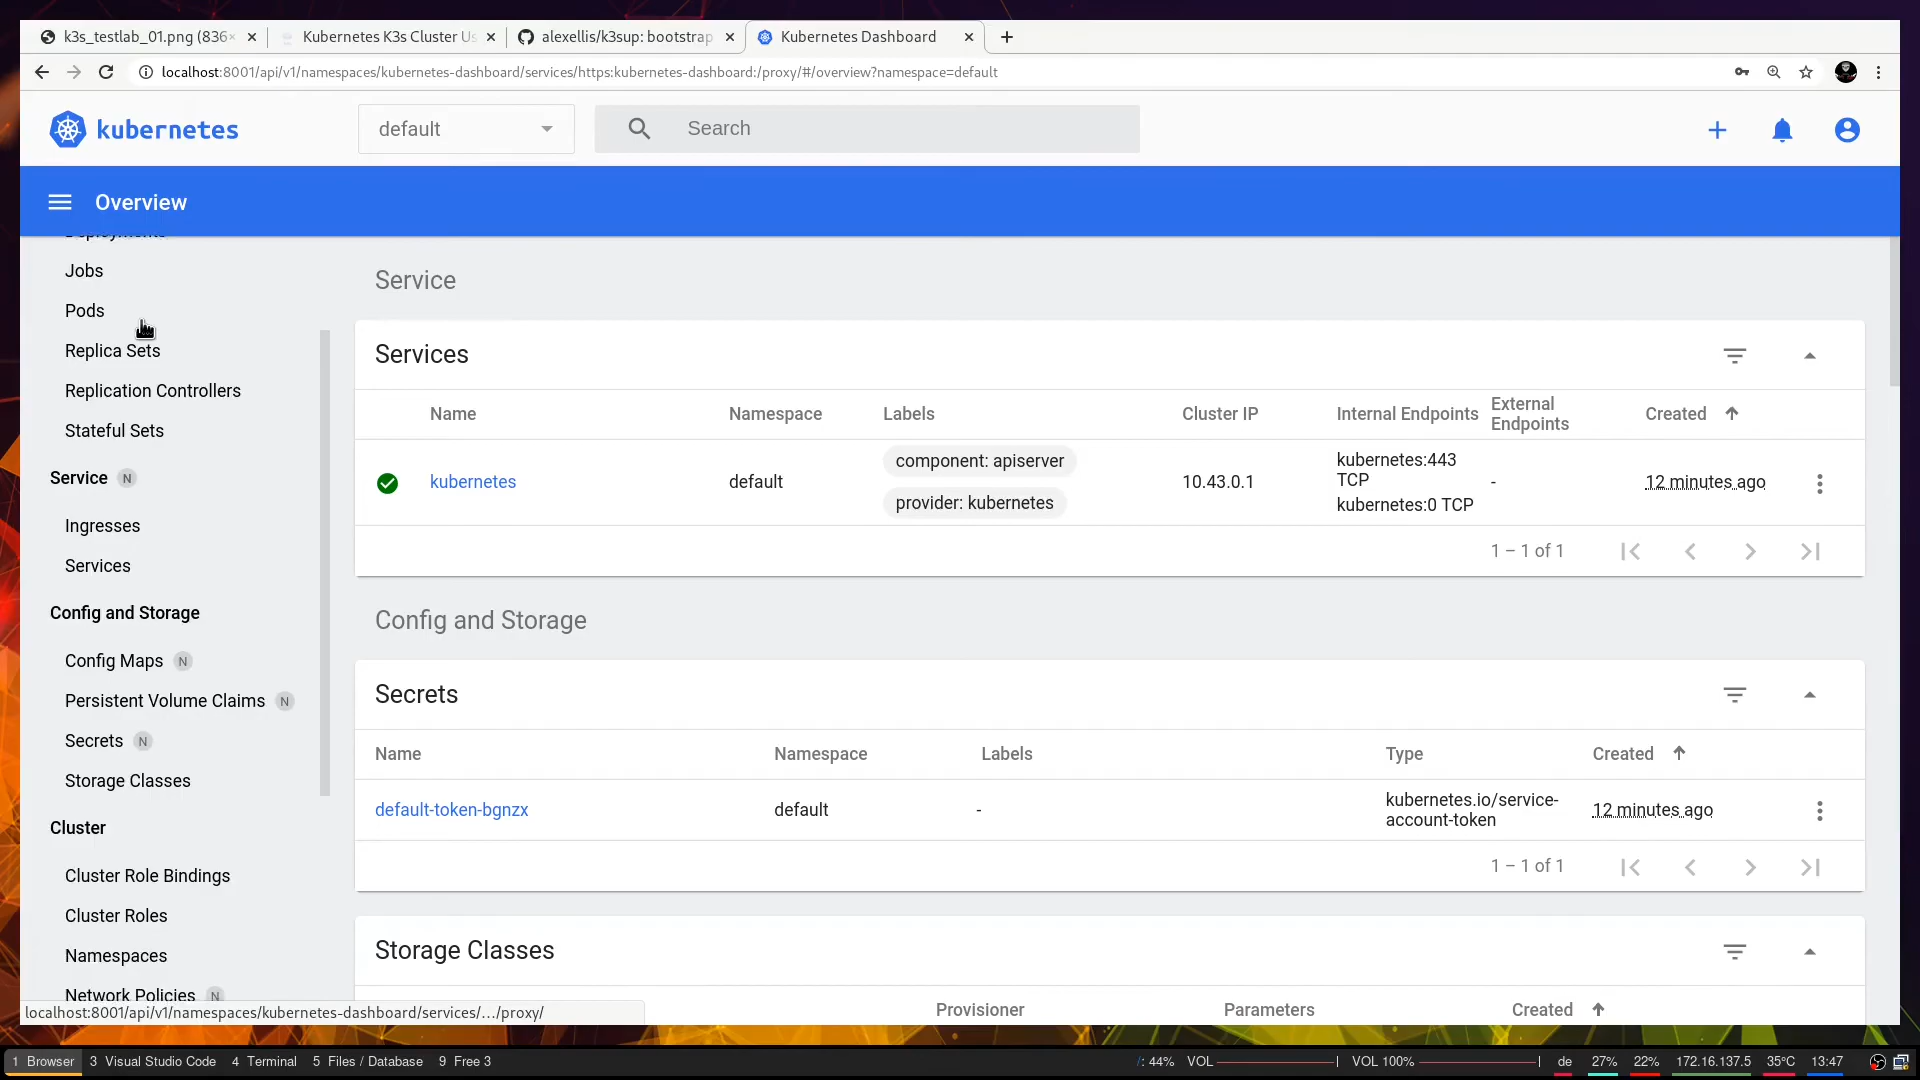 k3s_testlab_01.png (836×
Kubernetes K3s Cluster Us
alexellis/k3sup: bootstrap
Kubernetes Dashboard
localhost:8001/api/v1/namespaces/kubernetes-dashboard/services/https:kubernetes-dashboard:/proxy/#/overview?namespace=default
kubernetes
default
Search
Overview
Deployments
Jobs
Pods
Replica Sets
Replication Controllers
Stateful Sets
Service N
Ingresses
Services
Config and Storage
Config Maps N
Persistent Volume Claims N
Secrets N
Storage Classes
Cluster
Cluster Role Bindings
Cluster Roles
Namespaces
Network Policies N
Service
Services
Name Namespace Labels Cluster IP Internal Endpoints External Endpoints Created
kubernetes default component: apiserver provider: kubernetes 10.43.0.1 kubernetes:443 TCP kubernetes:0 TCP - 12 minutes ago
1 – 1 of 1
Config and Storage
Secrets
Name Namespace Labels Type Created
default-token-bgnzx default - kubernetes.io/service-account-token 12 minutes ago
1 – 1 of 1
Storage Classes
Provisioner Parameters Created
localhost:8001/api/v1/namespaces/kubernetes-dashboard/services/…/proxy/
1 Browser 3 Visual Studio Code 4 Terminal 5 Files / Database 9 Free 3
/: 44% VOL VOL 100% de 27% 22% 172.16.137.5 35°C 13:47